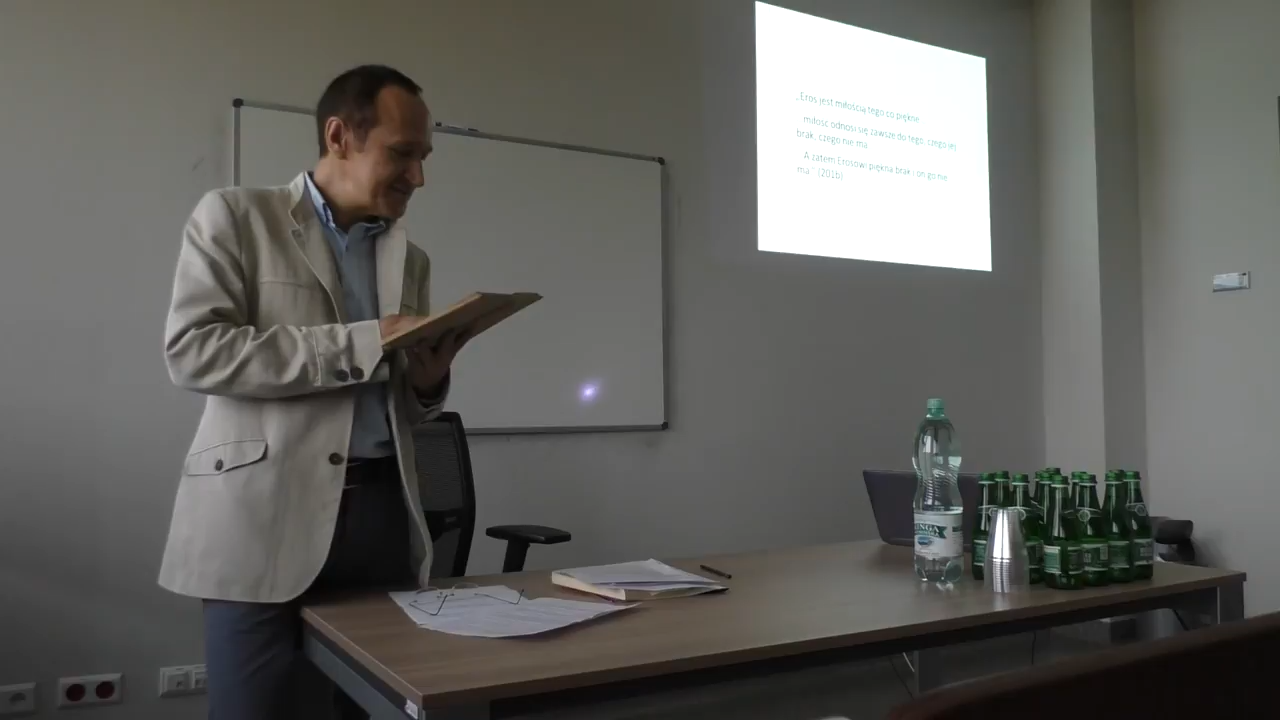 „Eros jest miłością tego co piękne.
miłość odnosi się zawsze do tego, czego jej
brak, czego nie ma.
A zatem Erosowi piękna brak i on go nie
ma." (201b)